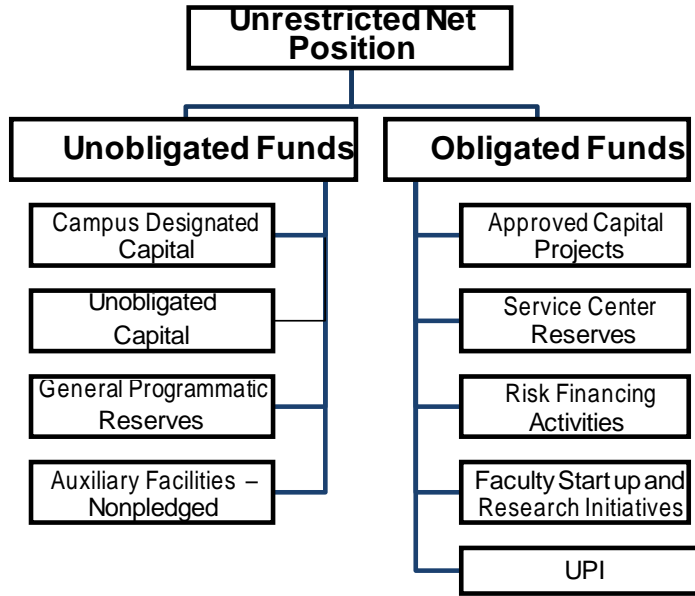 Unrestricted Net
Position
Unobligated Funds
Obligated Funds
Campus Designated
Capital
Unobligated
Capital
General Programmatic
Reserves
Auxiliary Facilities –
Nonpledged
Approved Capital
Projects
Service Center
Reserves
Risk Financing
Activities
Faculty Start up and
Research Initiatives
UPI